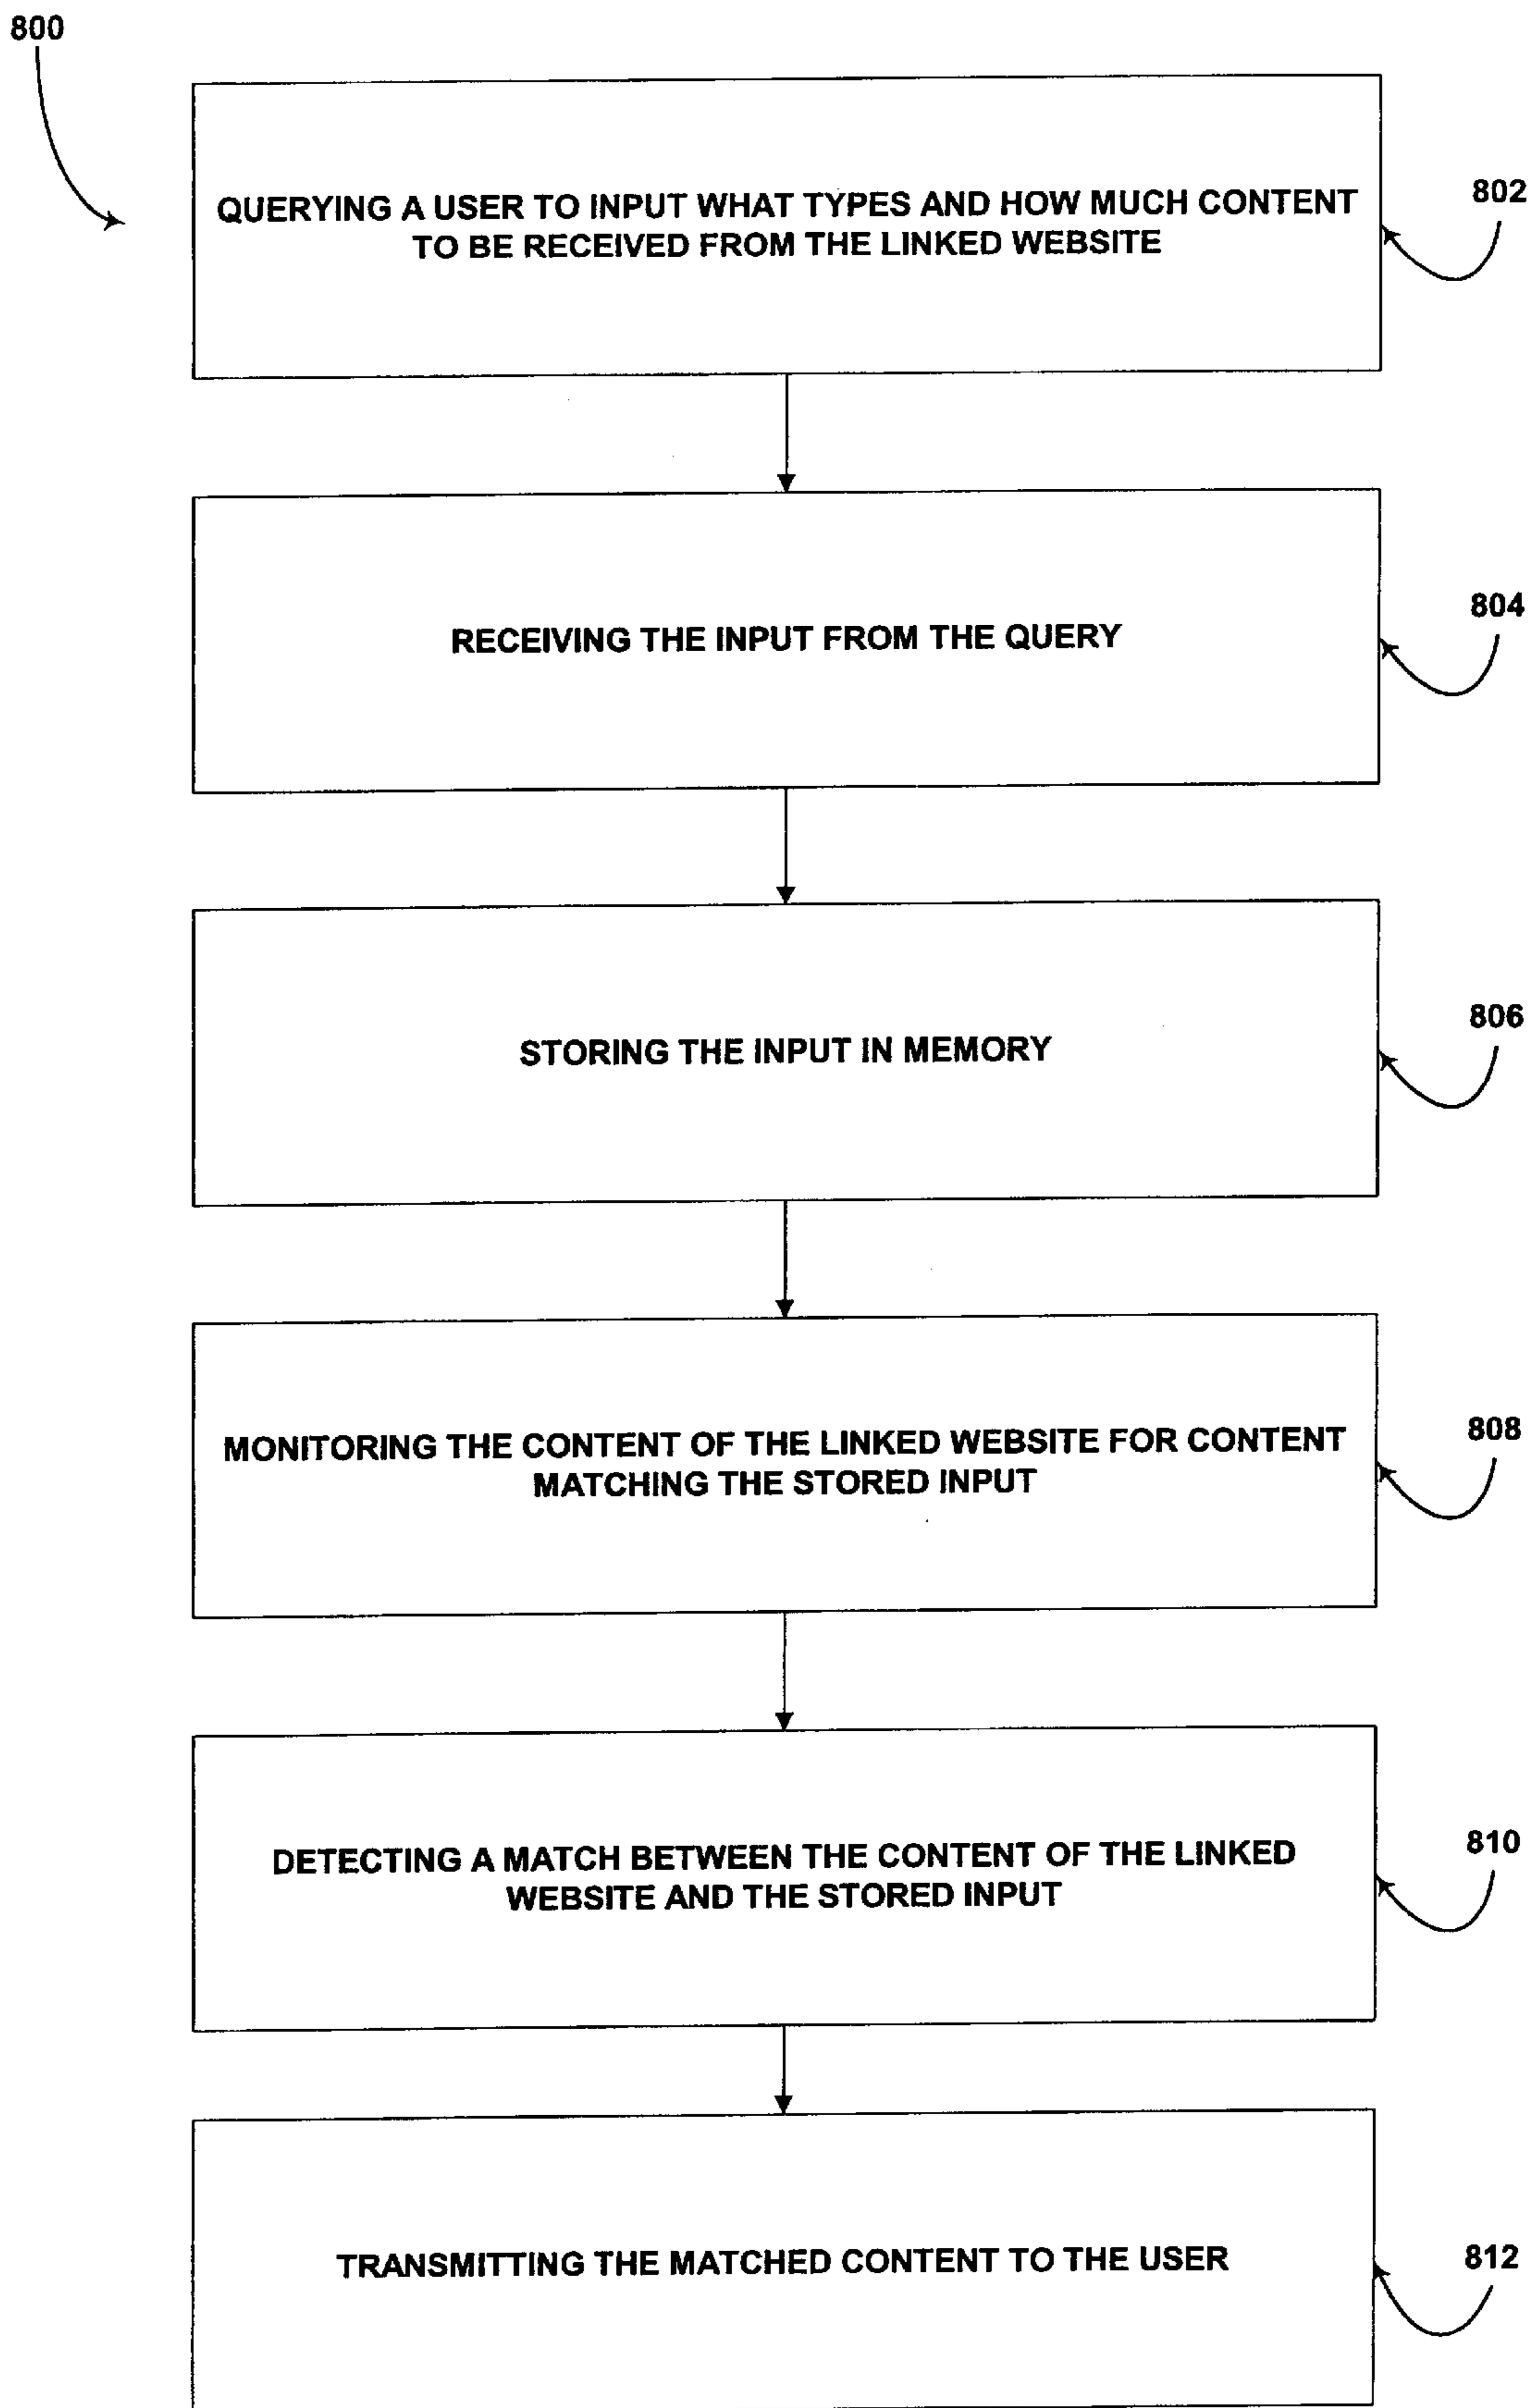 800
QUERYING A USER TO INPUT WHAT TYPES AND HOW MUCH CONTENT
TO BE RECEIVED FROM THE LINKED WEBSITE
802
RECEIVING THE INPUT FROM THE QUERY
804
STORING THE INPUT IN MEMORY
806
MONITORING THE CONTENT OF THE LINKED WEBSITE FOR CONTENT
MATCHING THE STORED INPUT
808
DETECTING A MATCH BETWEEN THE CONTENT OF THE LINKED
WEBSITE AND THE STORED INPUT
810
TRANSMITTING THE MATCHED CONTENT TO THE USER
812